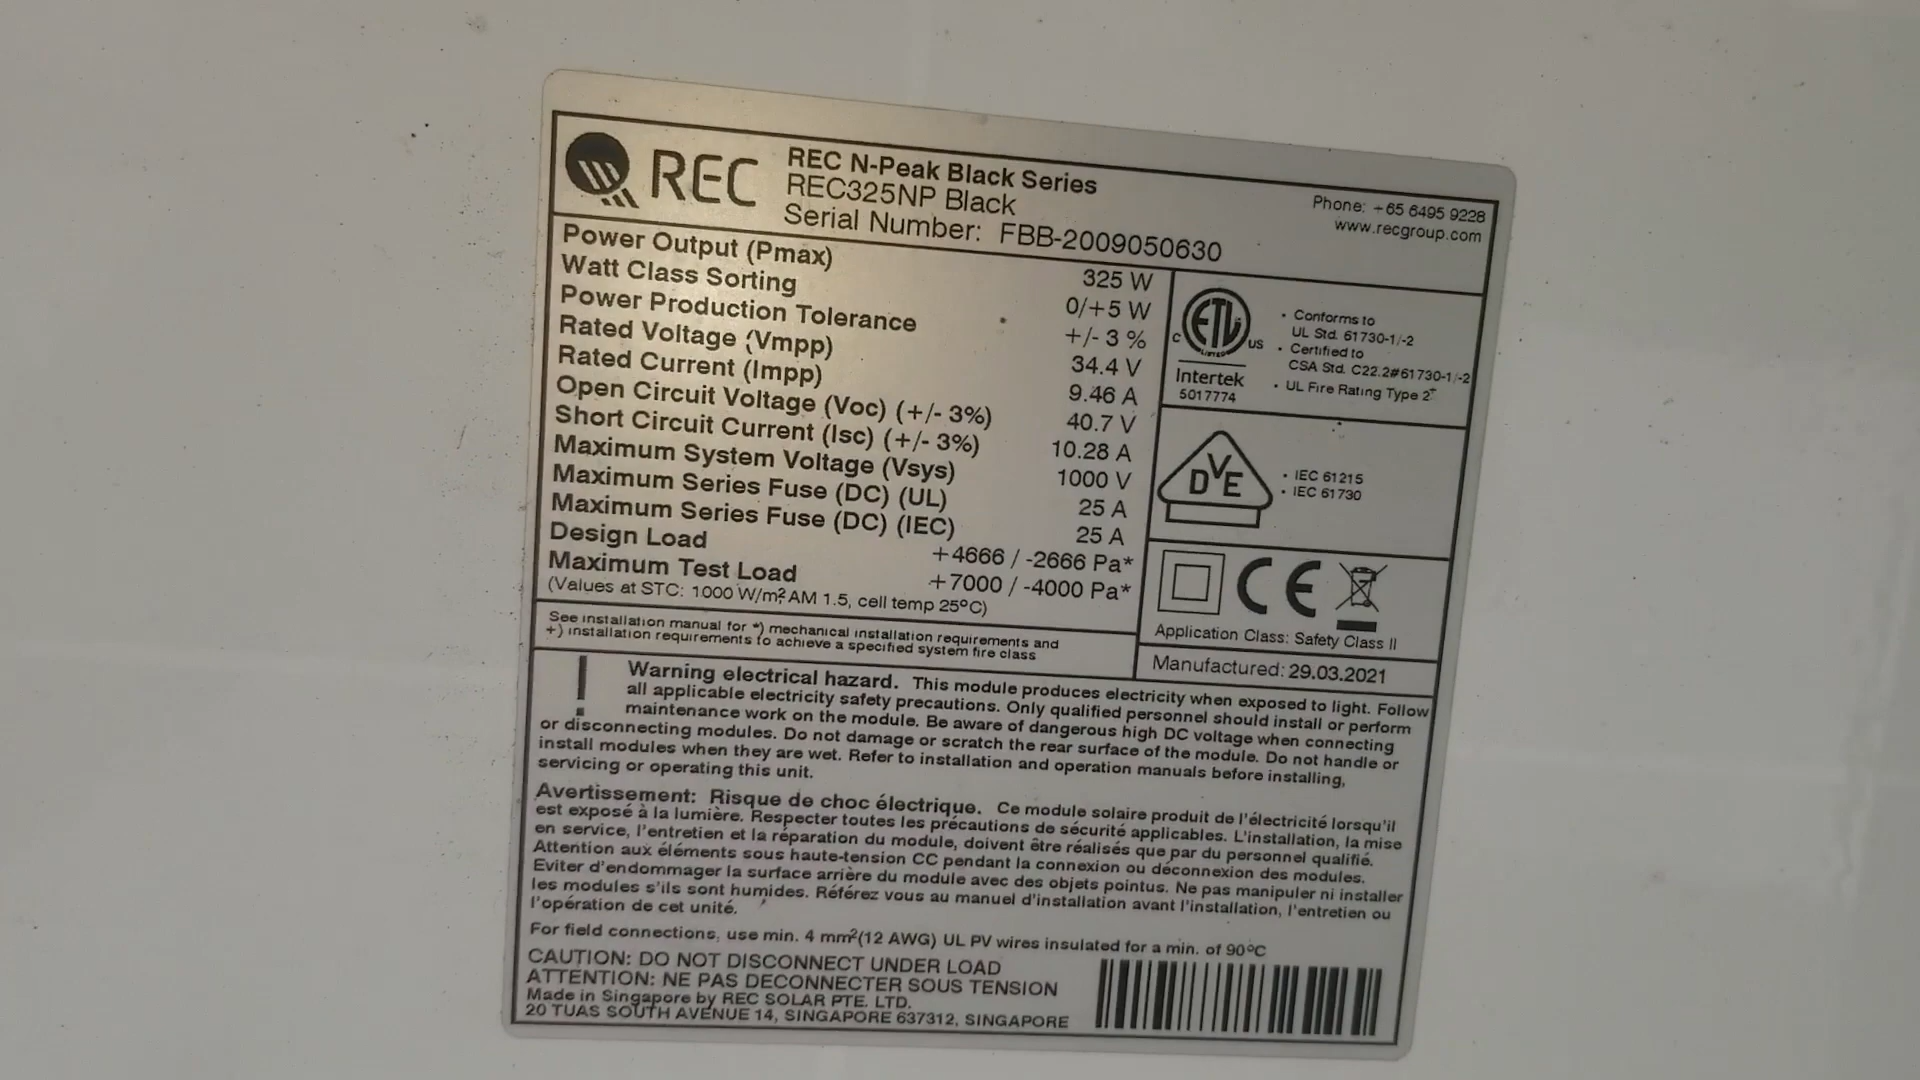 REC
REC N-Peak Black Series
REC325NP Black
Serial Number: FBB-2009050630
Phone: +65 6495 9228
www.recgroup.com
Power Output (Pmax) 325 W
Watt Class Sorting 0/+5 W
Power Production Tolerance +/- 3 %
Rated Voltage (Vmpp) 34.4 V
Rated Current (Impp) 9.46 A
Open Circuit Voltage (Voc) (+/- 3%) 40.7 V
Short Circuit Current (Isc) (+/- 3%) 10.28 A
Maximum System Voltage (Vsys) 1000 V
Maximum Series Fuse (DC) (UL) 25 A
Maximum Series Fuse (DC) (IEC) 25 A
Design Load +4666 / -2666 Pa*
Maximum Test Load +7000 / -4000 Pa*
(Values at STC: 1000 W/m², AM 1.5, cell temp 25°C)
See installation manual for *) mechanical installation requirements and
+) installation requirements to achieve a specified system fire class
C ETL US
LISTED
Intertek
5017774
• Conforms to
UL Std. 61730-1/-2
• Certified to
CSA Std. C22.2#61730-1/-2
• UL Fire Rating Type 2+
DVE
• IEC 61215
• IEC 61730
CE
Application Class: Safety Class II
Manufactured: 29.03.2021
! Warning electrical hazard. This module produces electricity when exposed to light. Follow
all applicable electricity safety precautions. Only qualified personnel should install or perform
maintenance work on the module. Be aware of dangerous high DC voltage when connecting
or disconnecting modules. Do not damage or scratch the rear surface of the module. Do not handle or
install modules when they are wet. Refer to installation and operation manuals before installing,
servicing or operating this unit.
Avertissement: Risque de choc électrique. Ce module solaire produit de l'électricité lorsqu'il
est exposé à la lumière. Respecter toutes les précautions de sécurité applicables. L'installation, la mise
en service, l'entretien et la réparation du module, doivent être réalisés que par du personnel qualifié.
Attention aux éléments sous haute-tension CC pendant la connexion ou déconnexion des modules.
Eviter d'endommager la surface arrière du module avec des objets pointus. Ne pas manipuler ni installer
les modules s'ils sont humides. Référez vous au manuel d'installation avant l'installation, l'entretien ou
l'opération de cet unité.
For field connections, use min. 4 mm² (12 AWG) UL PV wires insulated for a min. of 90°C
CAUTION: DO NOT DISCONNECT UNDER LOAD
ATTENTION: NE PAS DECONNECTER SOUS TENSION
Made in Singapore by REC SOLAR PTE. LTD.
20 TUAS SOUTH AVENUE 14, SINGAPORE 637312, SINGAPORE